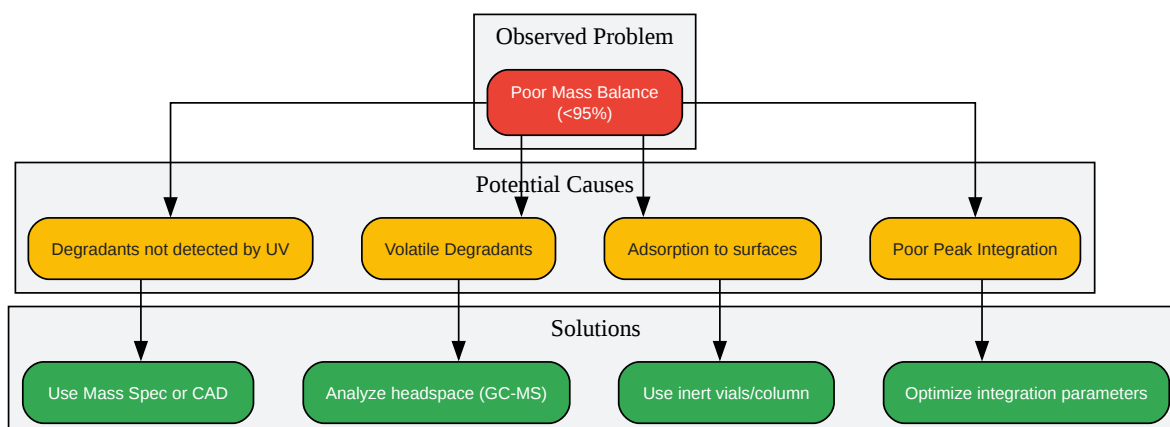 Observed Problem
Poor Mass Balance
(<95%)
Potential Causes
Degradants not detected by UV
Volatile Degradants
Adsorption to surfaces
Poor Peak Integration
Solutions
Use Mass Spec or CAD
Analyze headspace (GC-MS)
Use inert vials/column
Optimize integration parameters